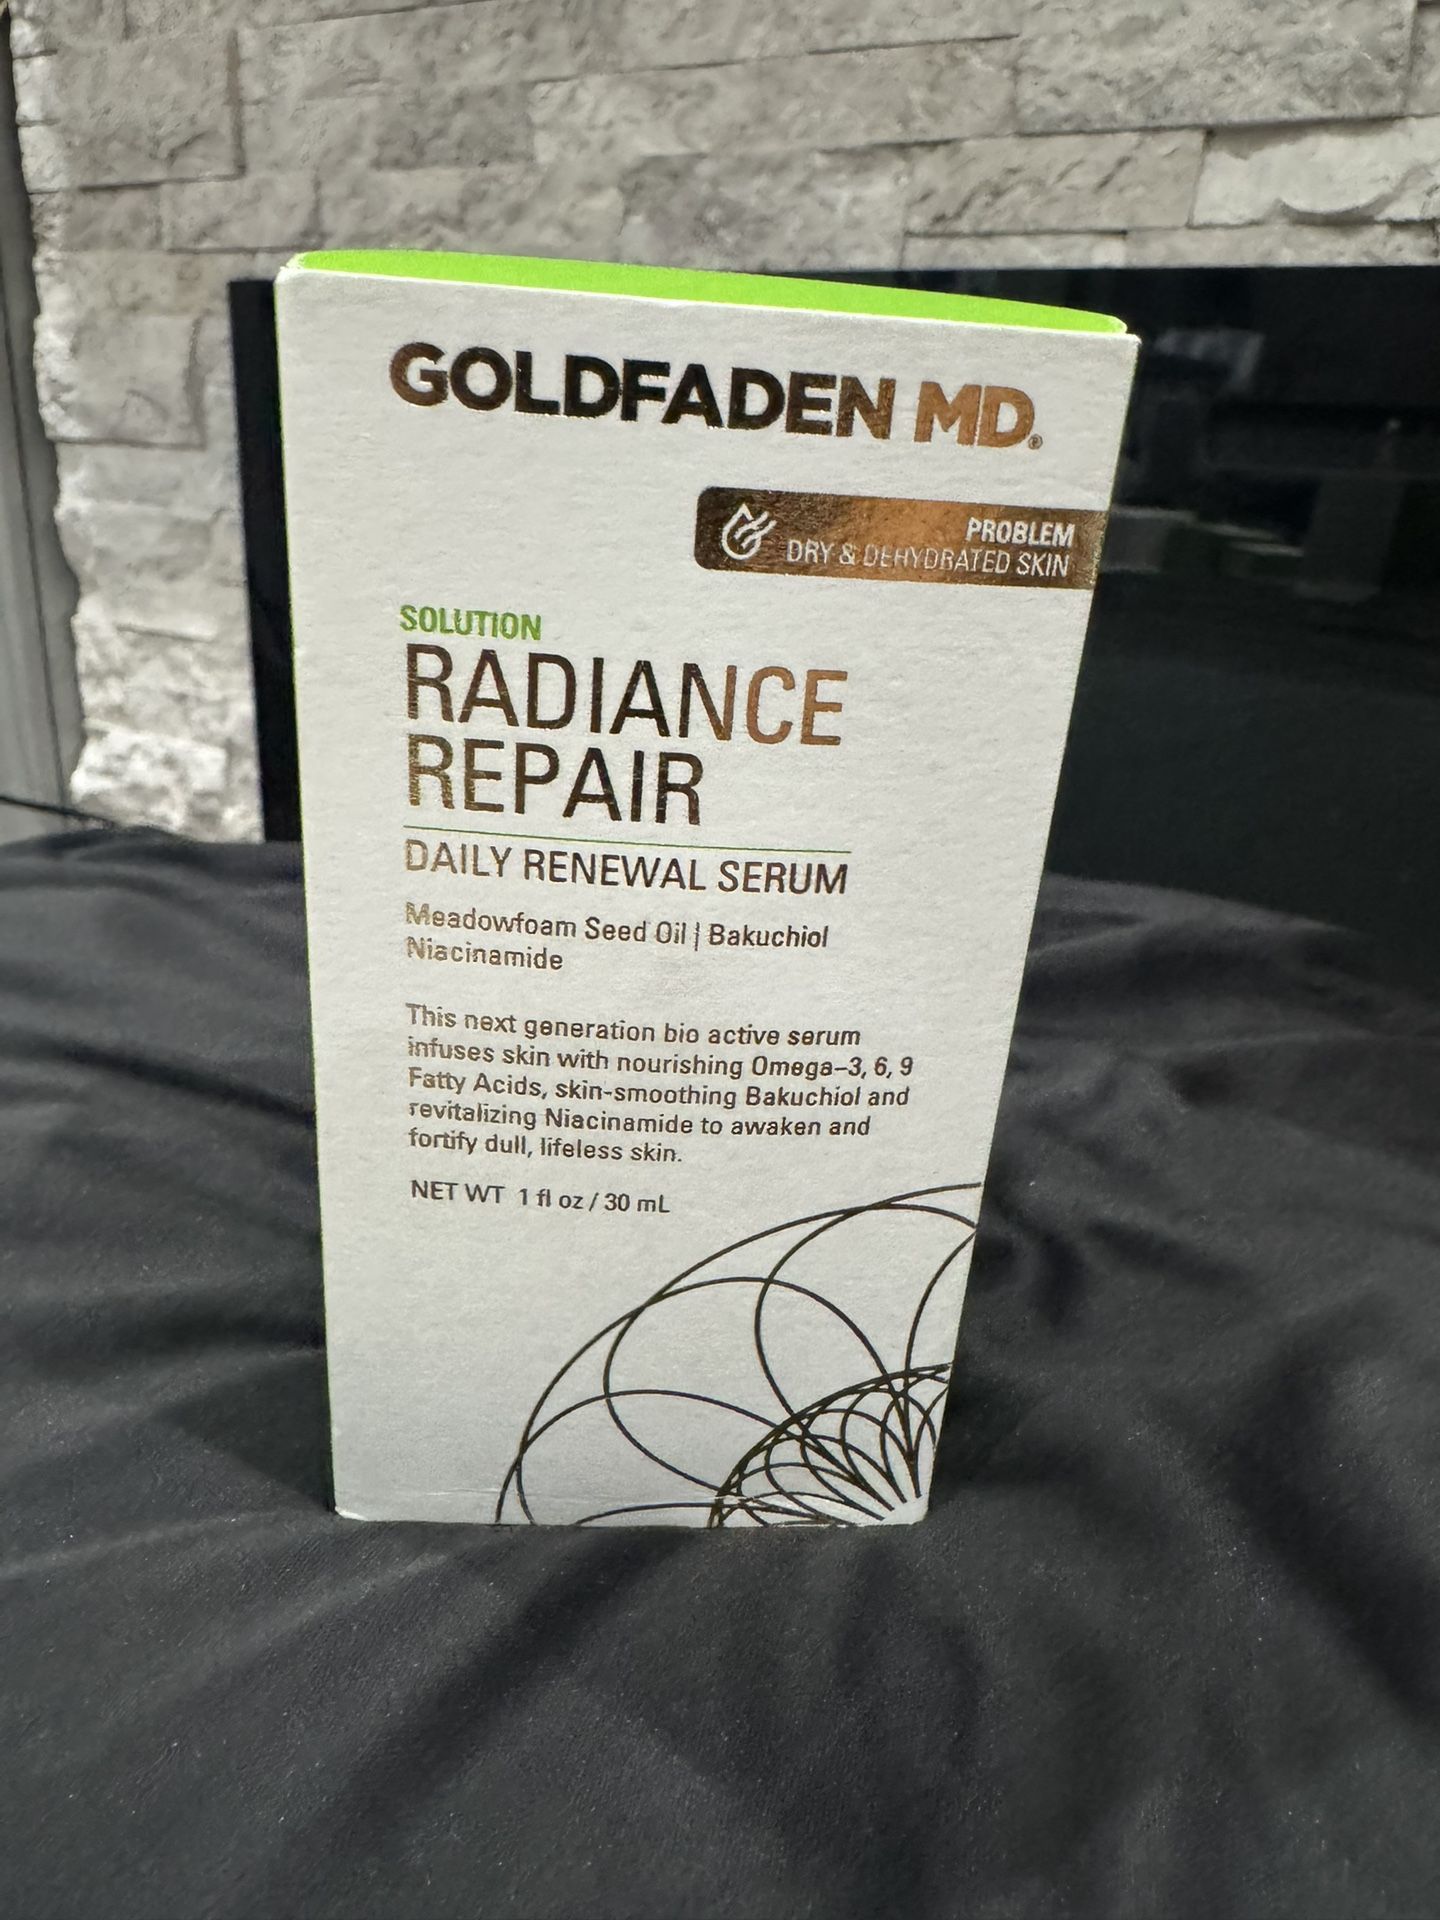 GOLDFADEN MD®
PROBLEM
DRY & DEHYDRATED SKIN
SOLUTION
RADIANCE
REPAIR
DAILY RENEWAL SERUM
Meadowfoam Seed Oil | Bakuchiol
Niacinamide
This next generation bio active serum
infuses skin with nourishing Omega–3, 6, 9
Fatty Acids, skin-smoothing Bakuchiol and
revitalizing Niacinamide to awaken and
fortify dull, lifeless skin.
NET WT 1 fl oz / 30 mL